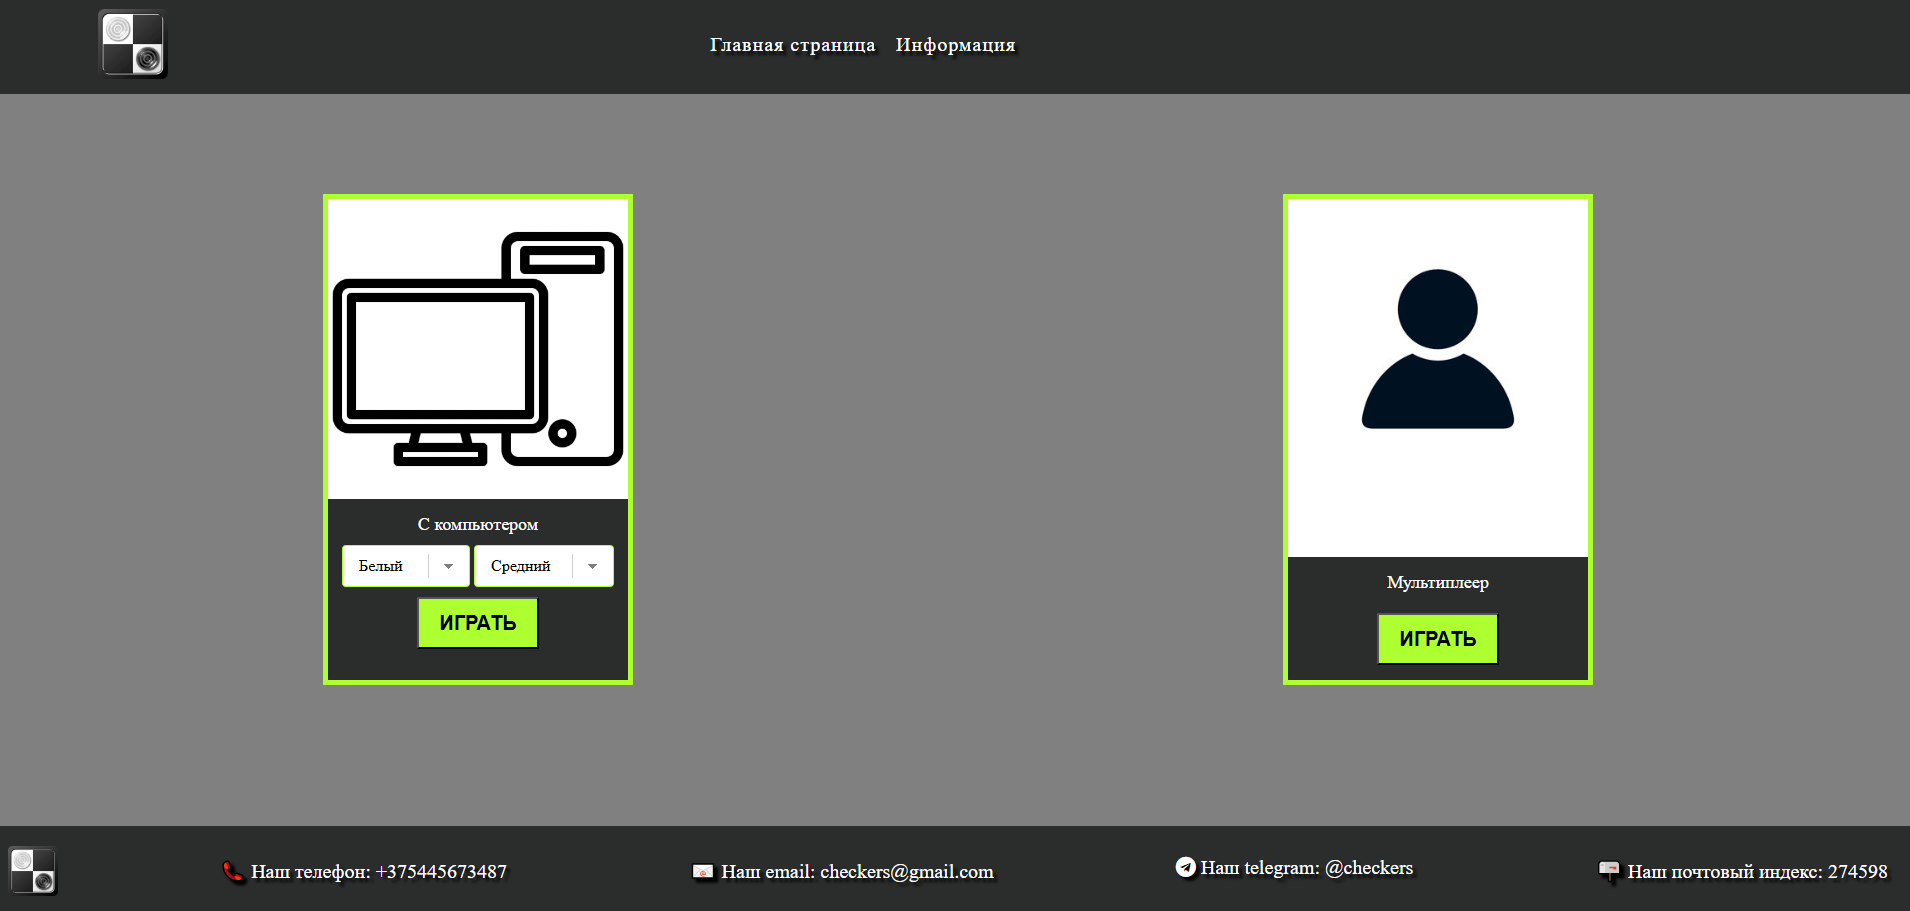 Главная страница Информация
С компьютером
Белый Средний
ИГРАТЬ
Мультиплеер
ИГРАТЬ
Наш телефон: +375445673487
Наш email: checkers@gmail.com
Наш telegram: @checkers
Наш почтовый индекс: 274598